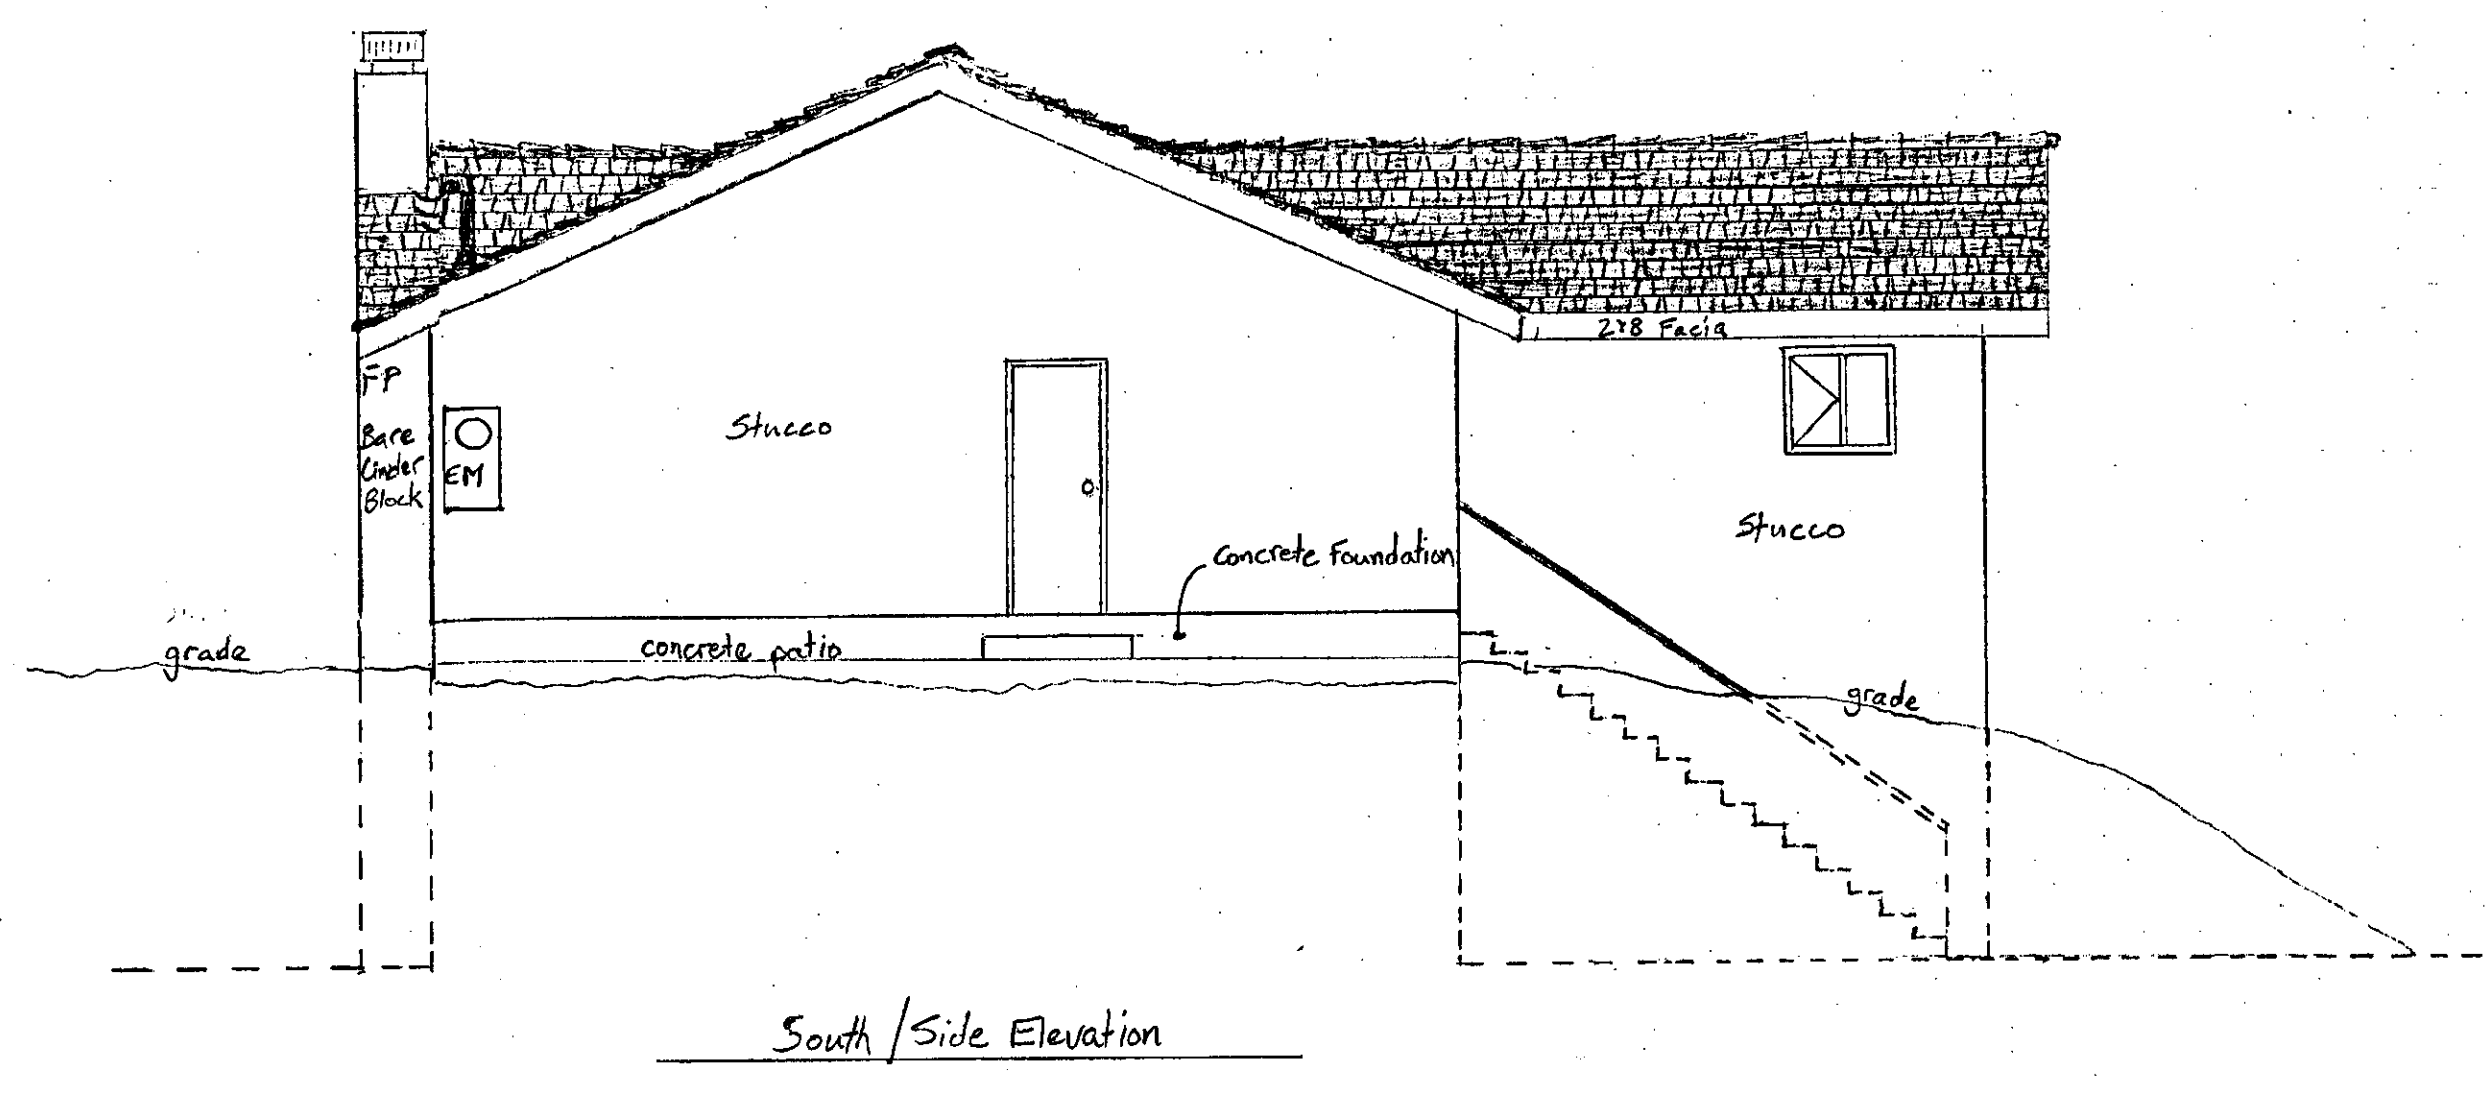 2x8 Facia
FP
Bare
Cinder
Block
EM
Stucco
Stucco
Concrete Foundation
concrete patio
grade
grade
South/Side Elevation